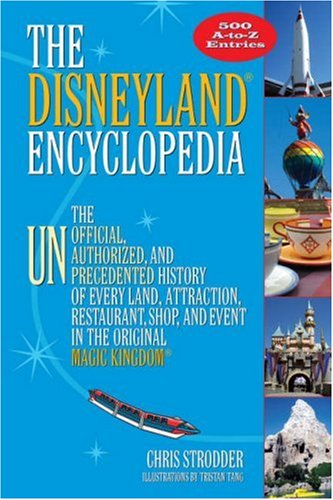 500
A-to-Z
Entries
THE
DISNEYLAND®
ENCYCLOPEDIA
THE
UN OFFICIAL,
AUTHORIZED, AND
PRECEDENTED HISTORY
OF EVERY LAND, ATTRACTION,
RESTAURANT, SHOP, AND EVENT
IN THE ORIGINAL
MAGIC KINGDOM®
CHRIS STRODDER
ILLUSTRATIONS BY TRISTAN TANG